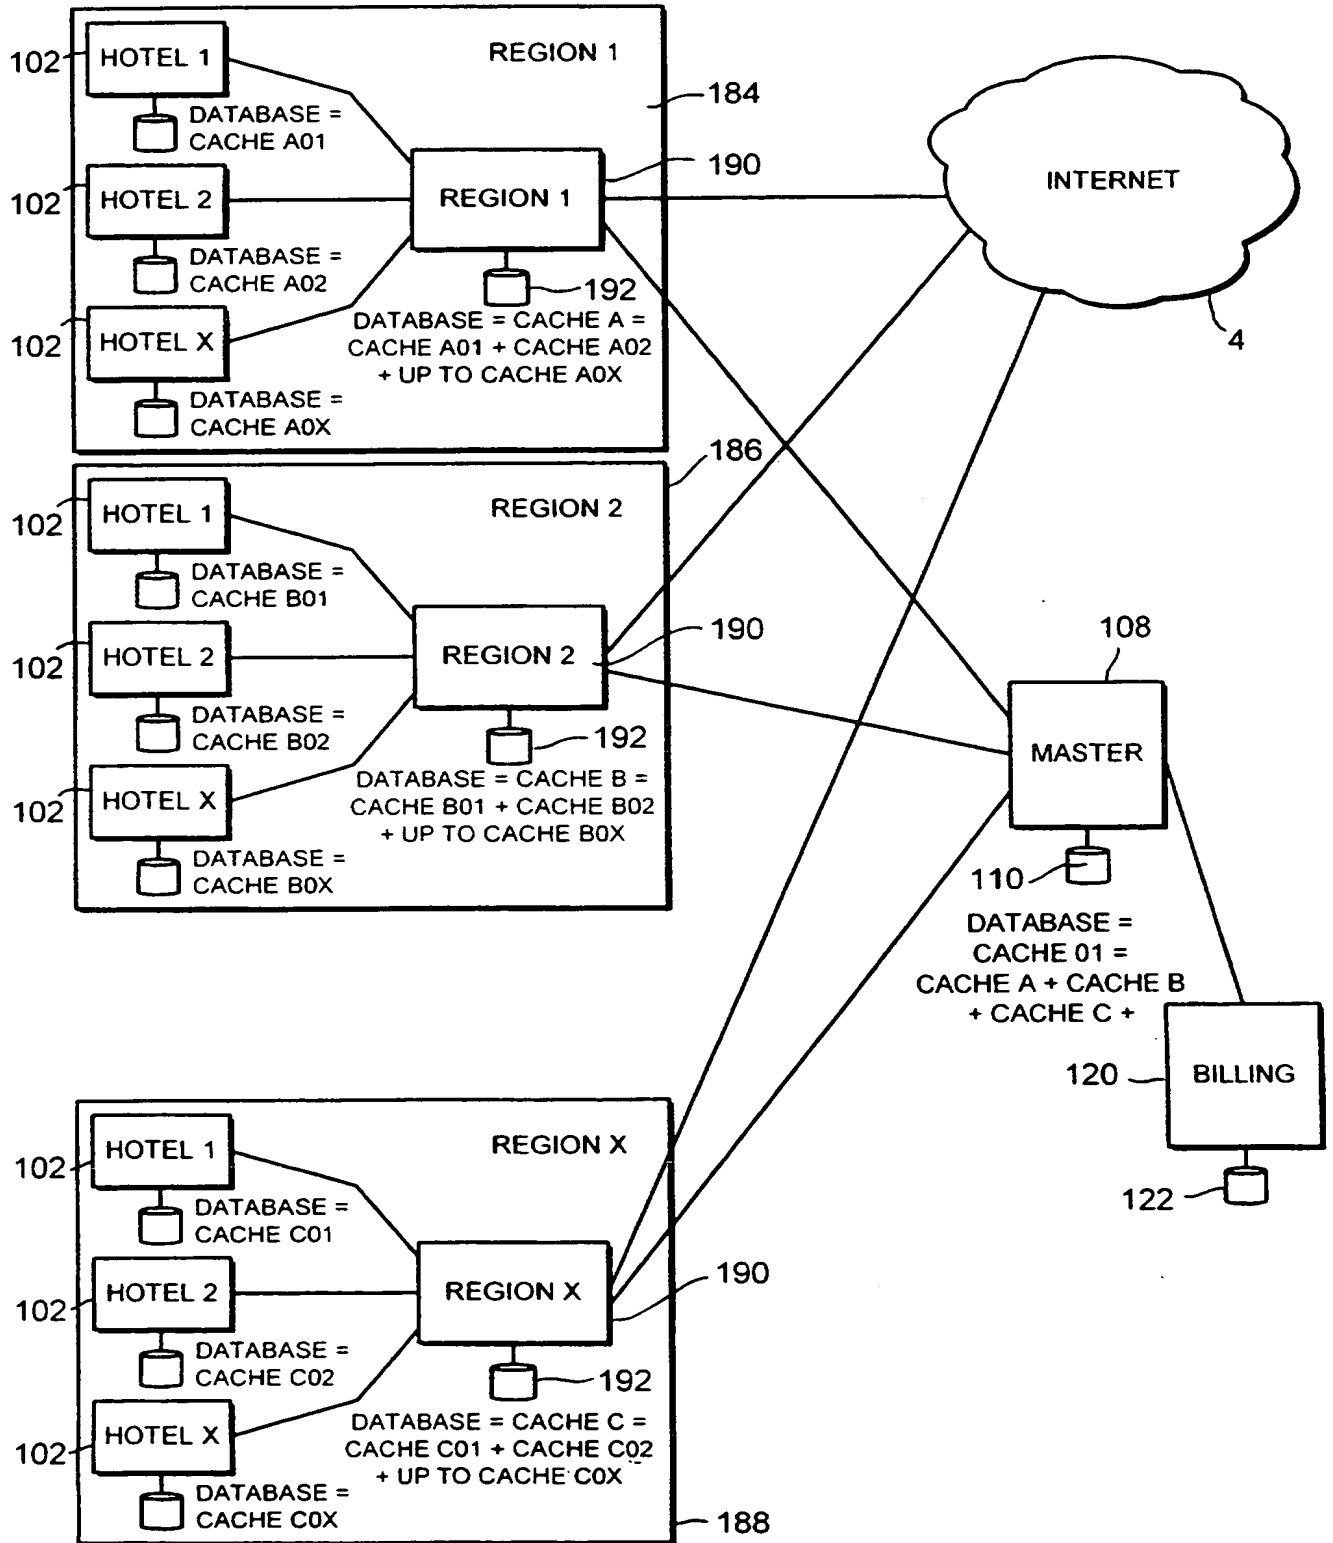 REGION 1
102
HOTEL 1
DATABASE =
CACHE A01
184
190
REGION 1
102
HOTEL 2
DATABASE =
CACHE A02
192
DATABASE = CACHE A =
CACHE A01 + CACHE A02
+ UP TO CACHE A0X
102
HOTEL X
DATABASE =
CACHE A0X
INTERNET
4
186
REGION 2
102
HOTEL 1
DATABASE =
CACHE B01
190
REGION 2
102
HOTEL 2
DATABASE =
CACHE B02
192
DATABASE = CACHE B =
CACHE B01 + CACHE B02
+ UP TO CACHE B0X
102
HOTEL X
DATABASE =
CACHE B0X
108
MASTER
110
DATABASE =
CACHE 01 =
CACHE A + CACHE B
+ CACHE C +
120
BILLING
122
REGION X
102
HOTEL 1
DATABASE =
CACHE C01
190
REGION X
102
HOTEL 2
DATABASE =
CACHE C02
192
DATABASE = CACHE C =
CACHE C01 + CACHE C02
+ UP TO CACHE C0X
102
HOTEL X
DATABASE =
CACHE C0X
188